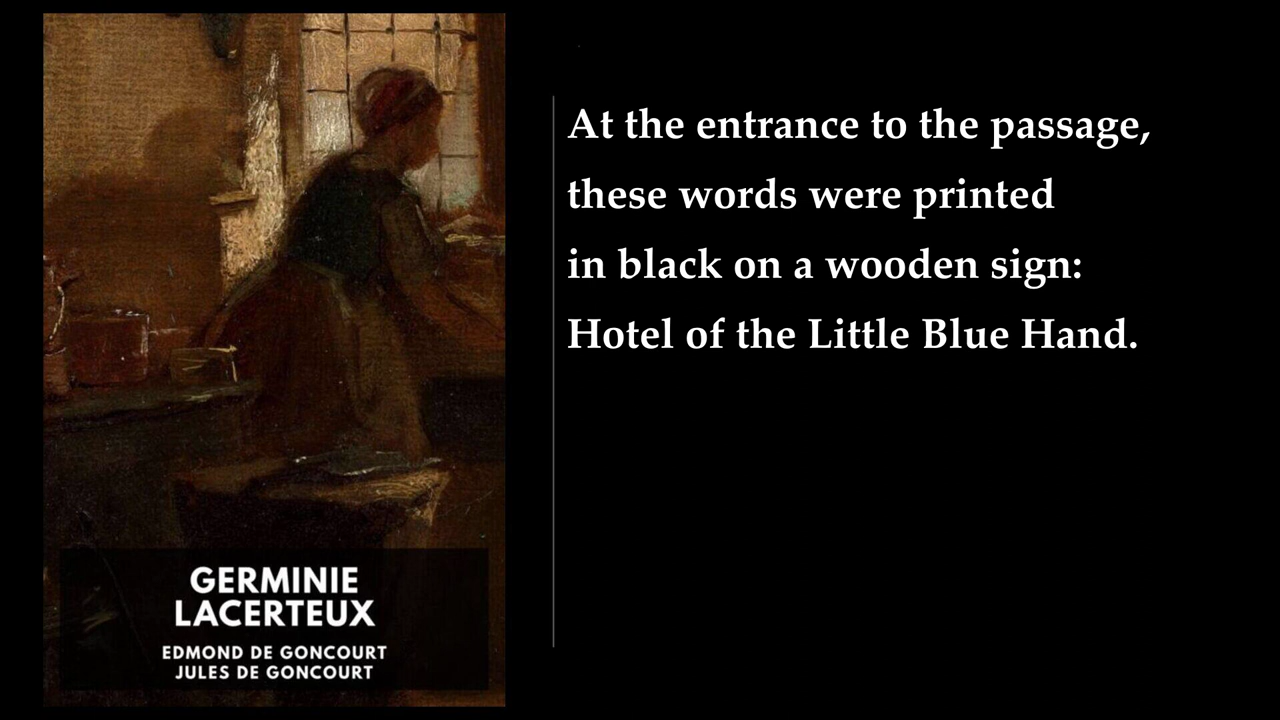 At the entrance to the passage,
these words were printed
in black on a wooden sign:
Hotel of the Little Blue Hand.
GERMINIE
LACERTEUX
EDMOND DE GONCOURT
JULES DE GONCOURT